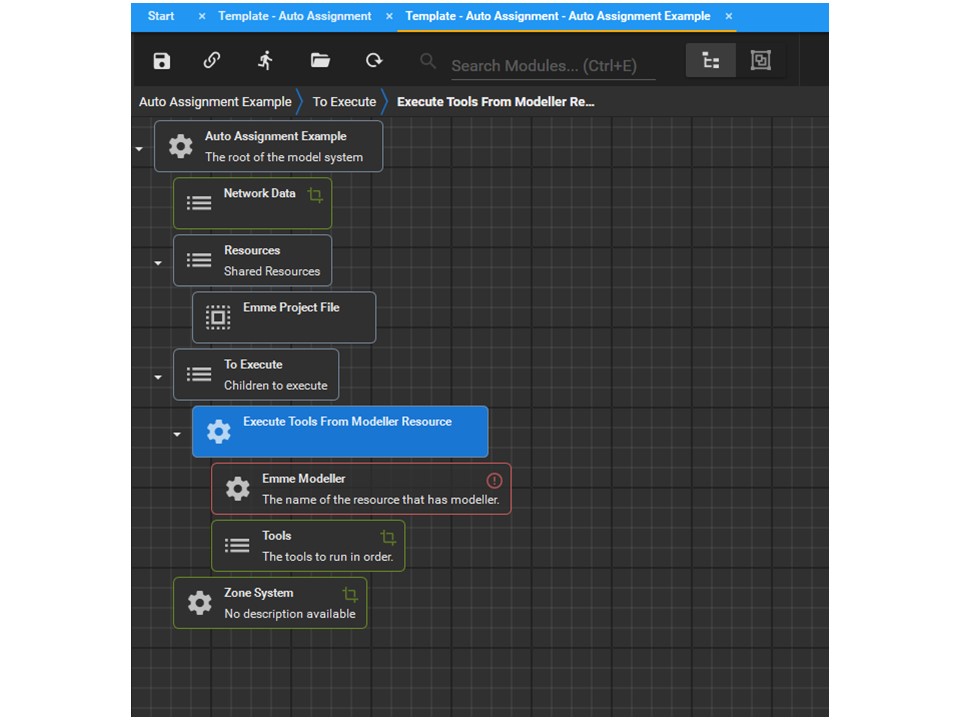 Start × Template - Auto Assignment × Template - Auto Assignment - Auto Assignment Example ×
Search Modules... (Ctrl+E)
Auto Assignment Example To Execute Execute Tools From Modeller Re...
Auto Assignment Example
The root of the model system
Network Data
Resources
Shared Resources
Emme Project File
To Execute
Children to execute
Execute Tools From Modeller Resource
Emme Modeller
The name of the resource that has modeller.
Tools
The tools to run in order.
Zone System
No description available